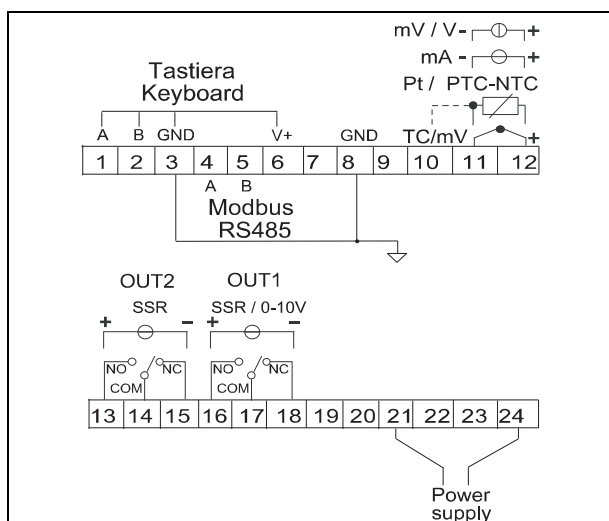 mV / V - +
mA - +
Tastiera
Keyboard
Pt / PTC-NTC
A B GND V+ GND TC/mV +
1 2 3 4 5 6 7 8 9 10 11 12
A B
Modbus
RS485
OUT2 OUT1
SSR SSR / 0-10V
+ - + -
NO NC NO NC
COM COM
13 14 15 16 17 18 19 20 21 22 23 24
Power
supply